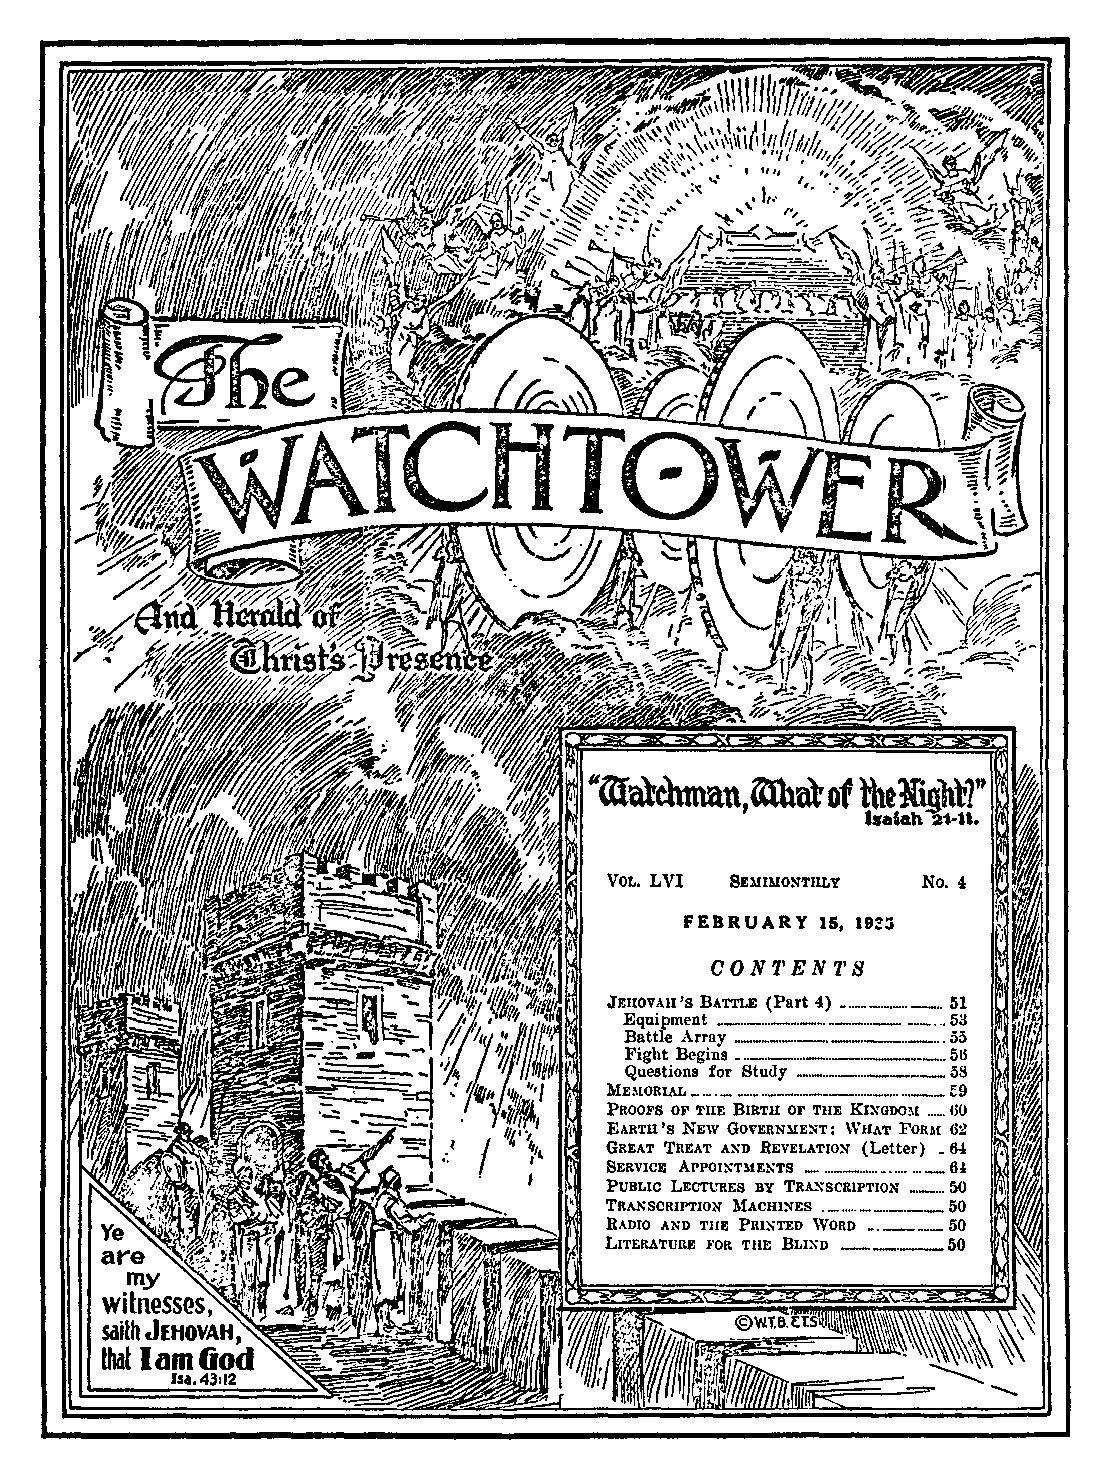 The
WATCHTOWER
And Herald of
Christ's Presence
"Watchman, What of the Night?"
Isaiah 21-11.
VOL. LVI SEMIMONTHLY No. 4
FEBRUARY 15, 1935
CONTENTS
JEHOVAH'S BATTLE (Part 4) 51
Equipment 53
Battle Array 55
Fight Begins 56
Questions for Study 58
MEMORIAL 59
PROOFS OF THE BIRTH OF THE KINGDOM 60
EARTH'S NEW GOVERNMENT: WHAT FORM 62
GREAT TREAT AND REVELATION (Letter) 64
SERVICE APPOINTMENTS 64
PUBLIC LECTURES BY TRANSCRIPTION 50
TRANSCRIPTION MACHINES 50
RADIO AND THE PRINTED WORD 50
LITERATURE FOR THE BLIND 50
©W.T.B.&T.S.
Ye
are
my
witnesses,
saith JEHOVAH,
that I am God
Isa. 43:12